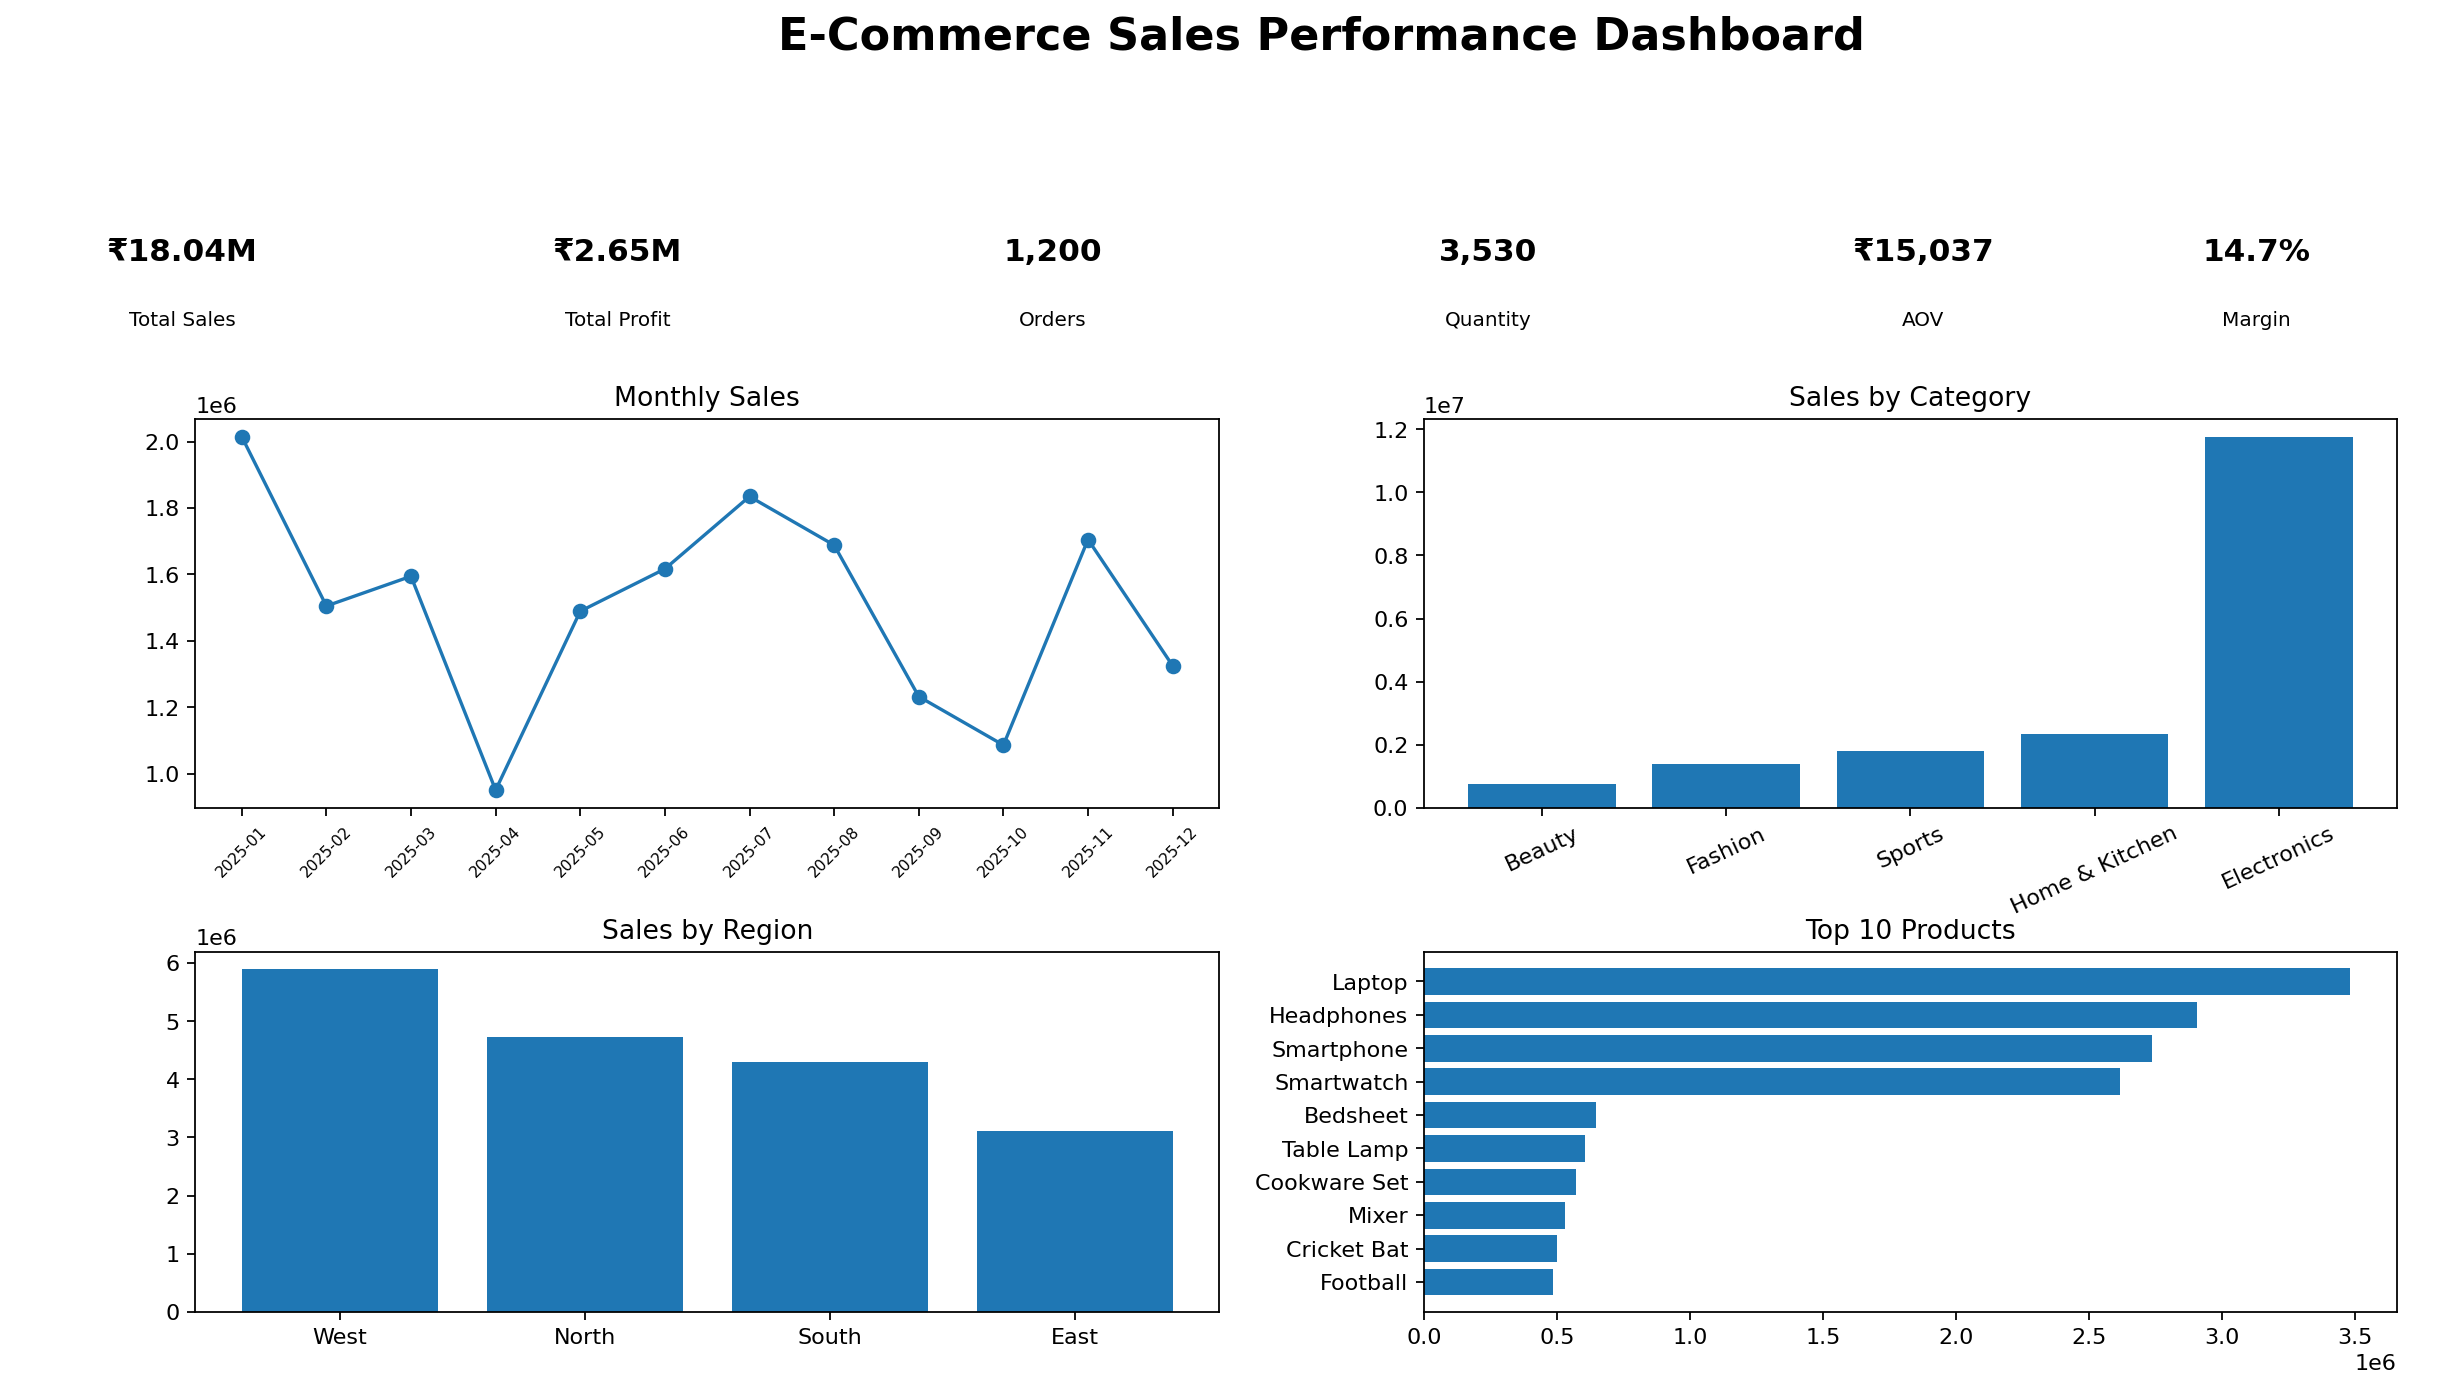 E-Commerce Sales Performance Dashboard
₹18.04M
Total Sales
₹2.65M
Total Profit
1,200
Orders
3,530
Quantity
₹15,037
AOV
14.7%
Margin
Monthly Sales
1e6
2.0
1.8
1.6
1.4
1.2
1.0
2025-01
2025-02
2025-03
2025-04
2025-05
2025-06
2025-07
2025-08
2025-09
2025-10
2025-11
2025-12
Sales by Category
1e7
1.2
1.0
0.8
0.6
0.4
0.2
0.0
Beauty
Fashion
Sports
Home & Kitchen
Electronics
Sales by Region
1e6
6
5
4
3
2
1
0
West
North
South
East
Top 10 Products
Laptop
Headphones
Smartphone
Smartwatch
Bedsheet
Table Lamp
Cookware Set
Mixer
Cricket Bat
Football
0.0
0.5
1.0
1.5
2.0
2.5
3.0
3.5
1e6